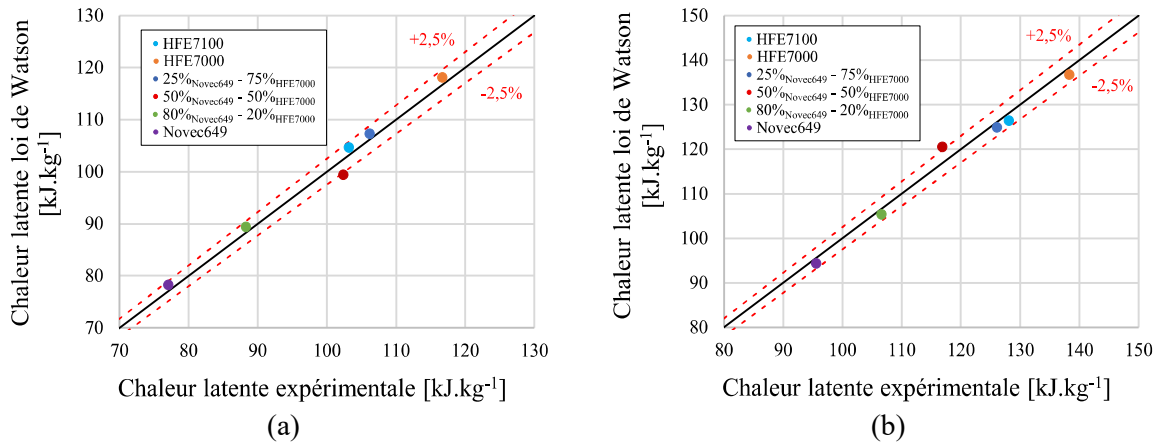 Chaleur latente loi de Watson
[kJ.kg⁻¹]
130
120
110
100
90
80
70
HFE7100
HFE7000
25%Novec649 - 75%HFE7000
50%Novec649 - 50%HFE7000
80%Novec649 - 20%HFE7000
Novec649
+2,5%
-2,5%
70 80 90 100 110 120 130
Chaleur latente expérimentale [kJ.kg⁻¹]
(a)
Chaleur latente loi de Watson
[kJ.kg⁻¹]
150
140
130
120
110
100
90
80
HFE7100
HFE7000
25%Novec649 - 75%HFE7000
50%Novec649 - 50%HFE7000
80%Novec649 - 20%HFE7000
Novec649
+2,5%
-2,5%
80 90 100 110 120 130 140 150
Chaleur latente expérimentale [kJ.kg⁻¹]
(b)